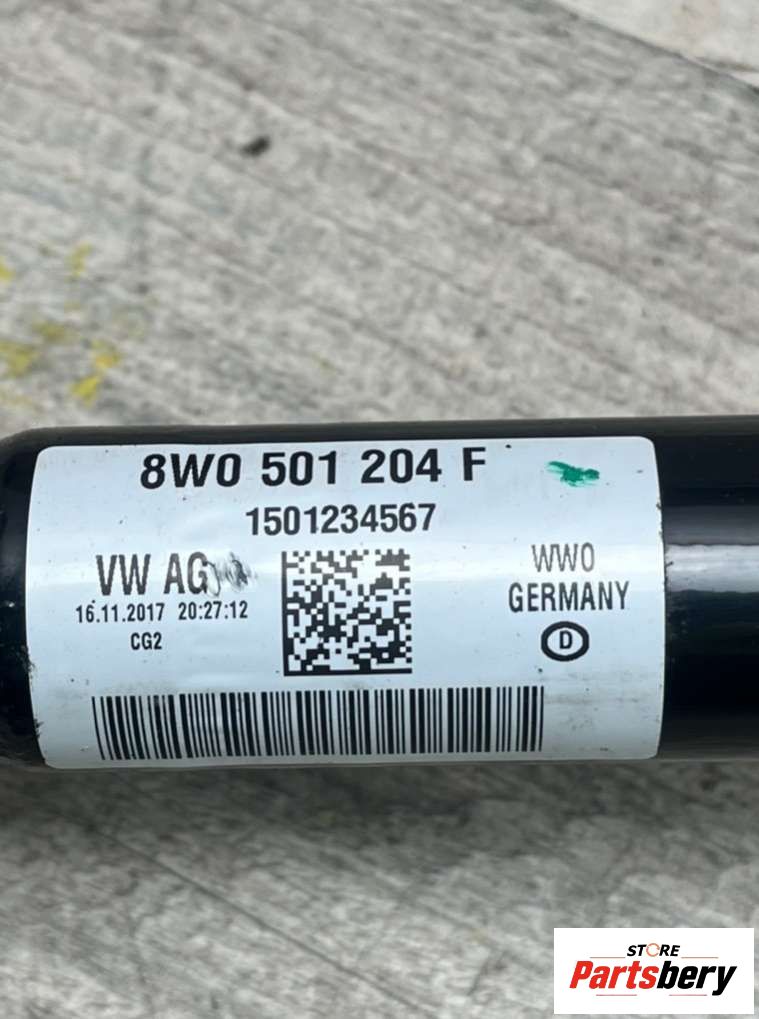 8W0 501 204 F
1501234567
VW AG
16.11.2017 20:27:12
CG2
WWO
GERMANY
D
STORE
Partsbery